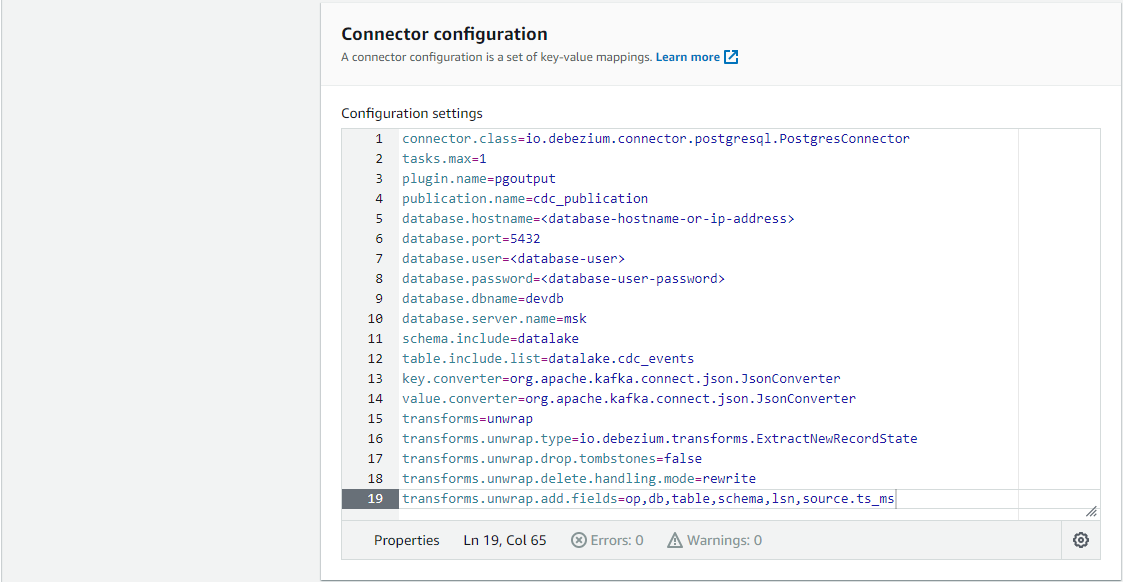 Connector configuration
A connector configuration is a set of key-value mappings. Learn more
Configuration settings
1 connector.class=io.debezium.connector.postgresql.PostgresConnector
2 tasks.max=1
3 plugin.name=pgoutput
4 publication.name=cdc_publication
5 database.hostname=<database-hostname-or-ip-address>
6 database.port=5432
7 database.user=<database-user>
8 database.password=<database-user-password>
9 database.dbname=devdb
10 database.server.name=msk
11 schema.include=datalake
12 table.include.list=datalake.cdc_events
13 key.converter=org.apache.kafka.connect.json.JsonConverter
14 value.converter=org.apache.kafka.connect.json.JsonConverter
15 transforms=unwrap
16 transforms.unwrap.type=io.debezium.transforms.ExtractNewRecordState
17 transforms.unwrap.drop.tombstones=false
18 transforms.unwrap.delete.handling.mode=rewrite
19 transforms.unwrap.add.fields=op,db,table,schema,lsn,source.ts_ms
Properties Ln 19, Col 65 Errors: 0 Warnings: 0